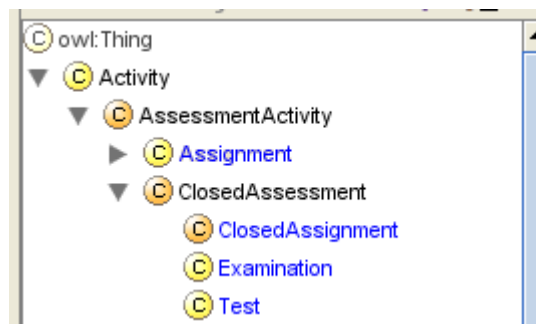 C owl:Thing
C Activity
C AssessmentActivity
C Assignment
C ClosedAssessment
C ClosedAssignment
C Examination
C Test